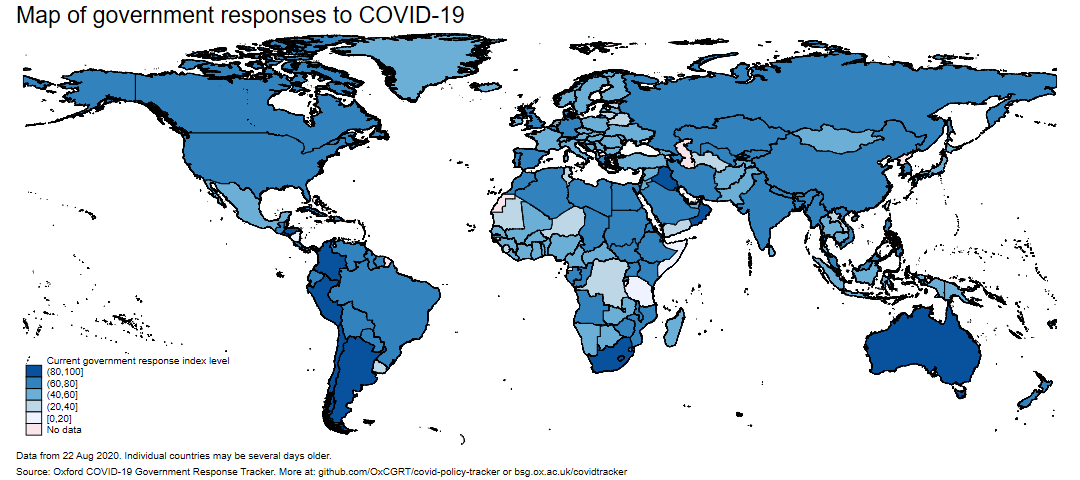 Map of government responses to COVID-19
Current government response index level
(80,100]
(60,80]
(40,60]
(20,40]
[0,20]
No data
Data from 22 Aug 2020. Individual countries may be several days older.
Source: Oxford COVID-19 Government Response Tracker. More at: github.com/OxCGRT/covid-policy-tracker or bsg.ox.ac.uk/covidtracker